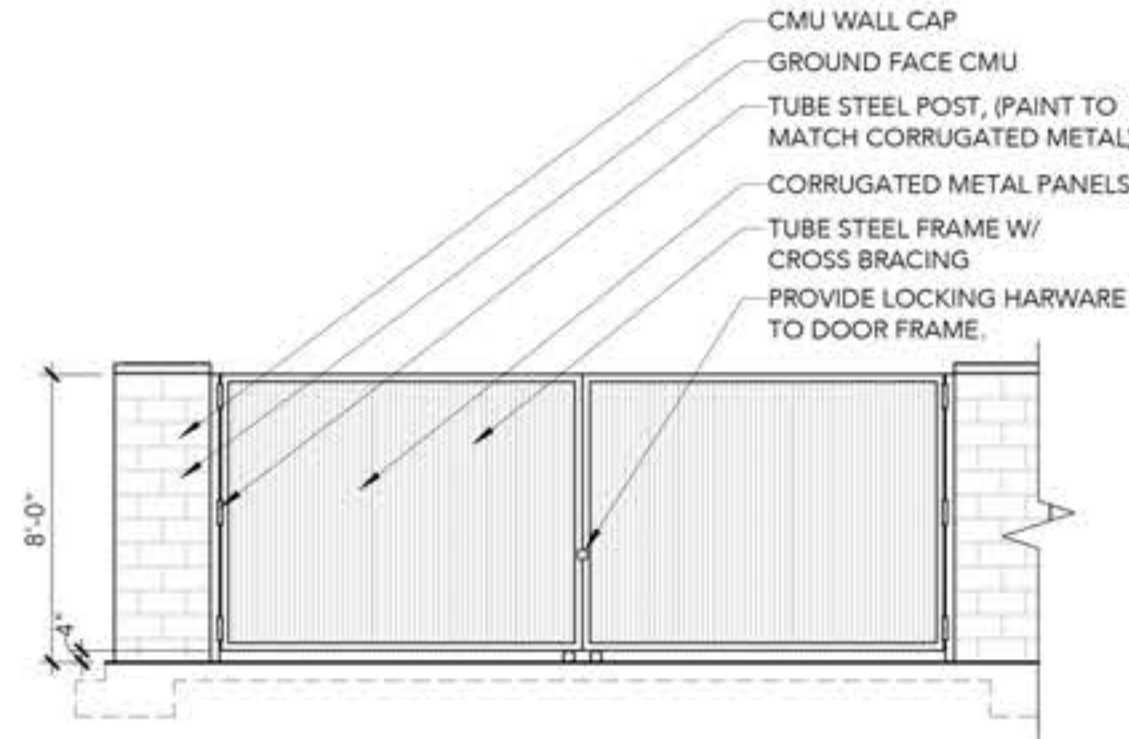 CMU WALL CAP
GROUND FACE CMU
TUBE STEEL POST, (PAINT TO
MATCH CORRUGATED METAL)
CORRUGATED METAL PANELS
TUBE STEEL FRAME W/
CROSS BRACING
PROVIDE LOCKING HARWARE
TO DOOR FRAME.
8'-0"
4"